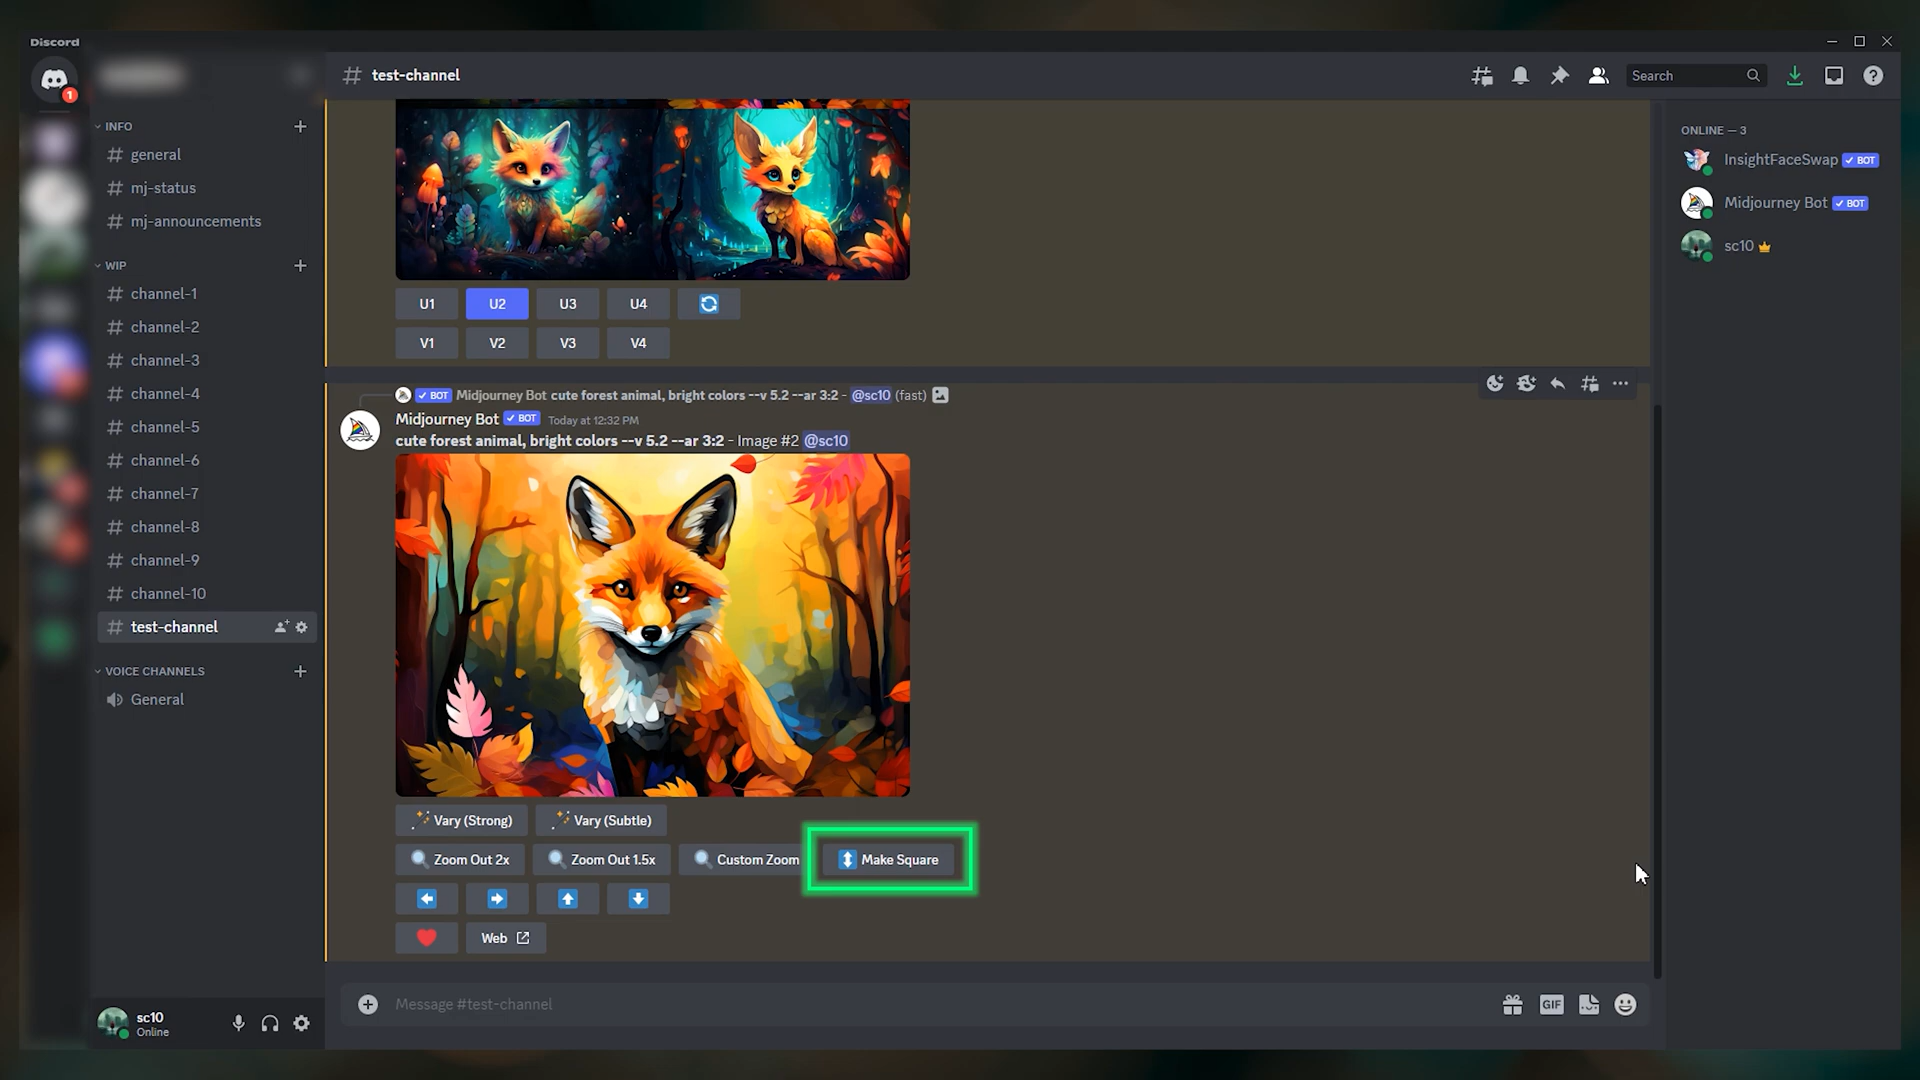 Discord
1
INFO
general
mj-status
mj-announcements
WIP
channel-1
channel-2
channel-3
channel-4
channel-5
channel-6
channel-7
channel-8
channel-9
channel-10
test-channel
VOICE CHANNELS
General
sc10
Online
# test-channel
Search
U1 U2 U3 U4
V1 V2 V3 V4
BOT Midjourney Bot cute forest animal, bright colors --v 5.2 --ar 3:2 - @sc10 (fast)
Midjourney Bot BOT Today at 12:32 PM
cute forest animal, bright colors --v 5.2 --ar 3:2 - Image #2 @sc10
Vary (Strong) Vary (Subtle)
Zoom Out 2x Zoom Out 1.5x Custom Zoom Make Square
Web
Message #test-channel
GIF
ONLINE — 3
InsightFaceSwap BOT
Midjourney Bot BOT
sc10